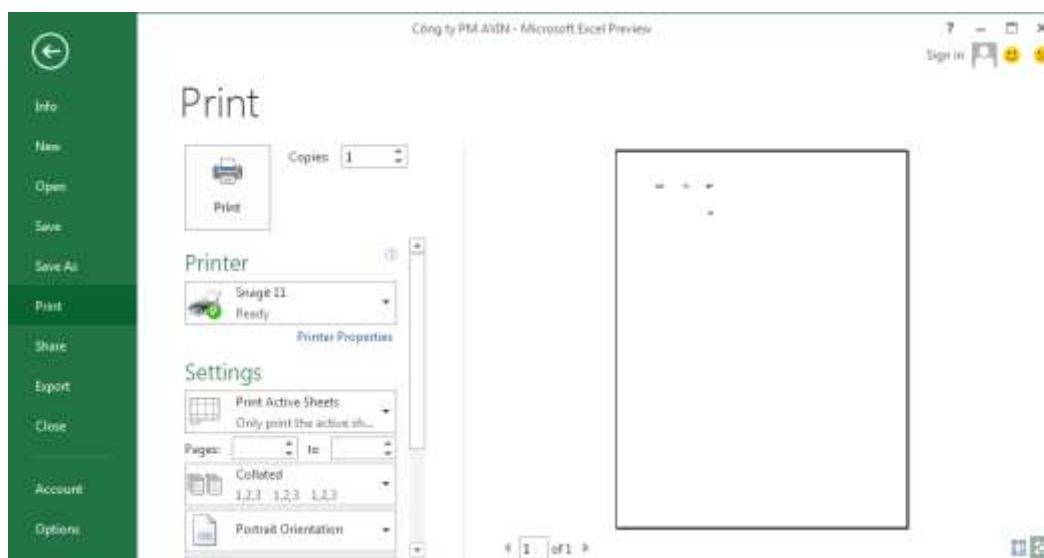 Công ty PM AVIN - Microsoft Excel Preview
?
Sign in
Info
New
Open
Save
Save As
Print
Share
Export
Close
Account
Options
Print
Copies: 1
Print
Printer
Snagit 11
Ready
Printer Properties
Settings
Print Active Sheets
Only print the active sh...
Pages: to
Collated
1,2,3 1,2,3 1,2,3
Portrait Orientation
1 of 1